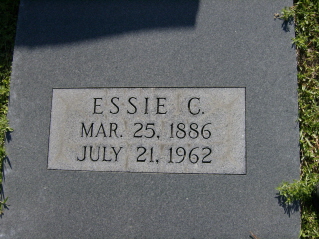 ESSIE C.
MAR. 25, 1886
JULY 21, 1962